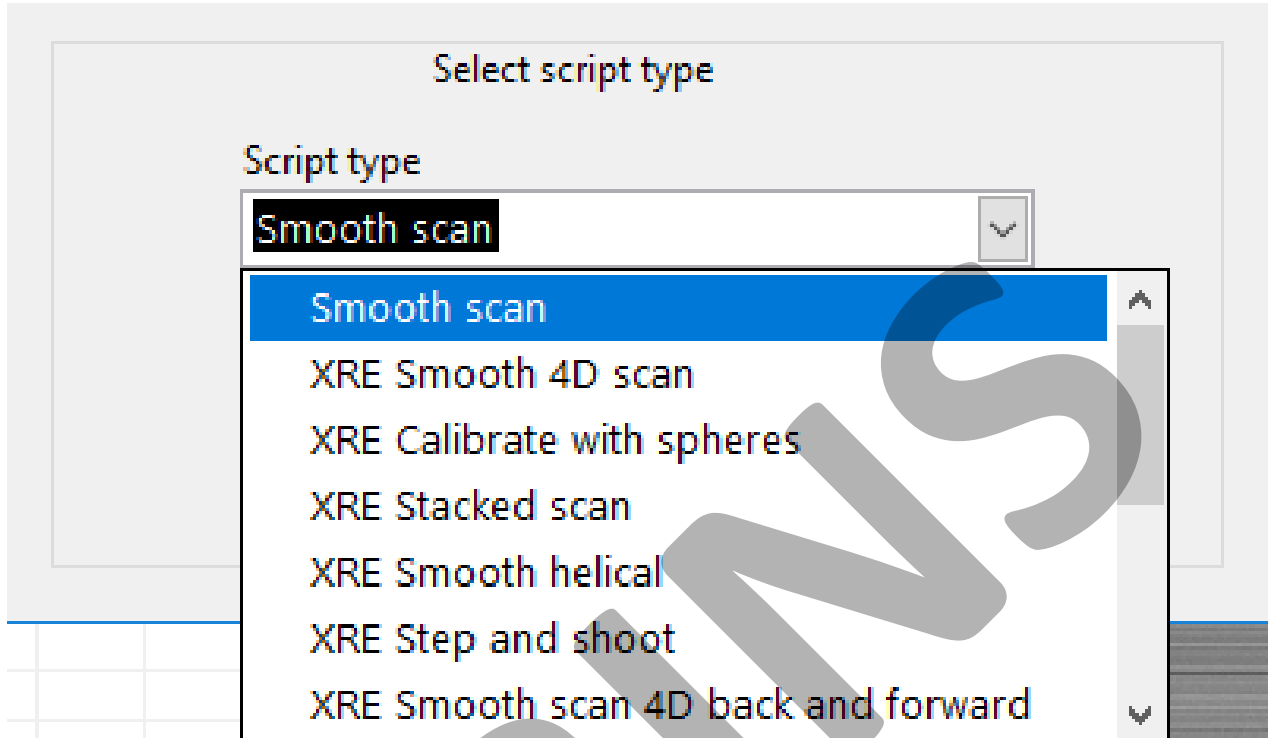 Select script type
Script type
Smooth scan
Smooth scan
XRE Smooth 4D scan
XRE Calibrate with spheres
XRE Stacked scan
XRE Smooth helical
XRE Step and shoot
XRE Smooth scan 4D back and forward